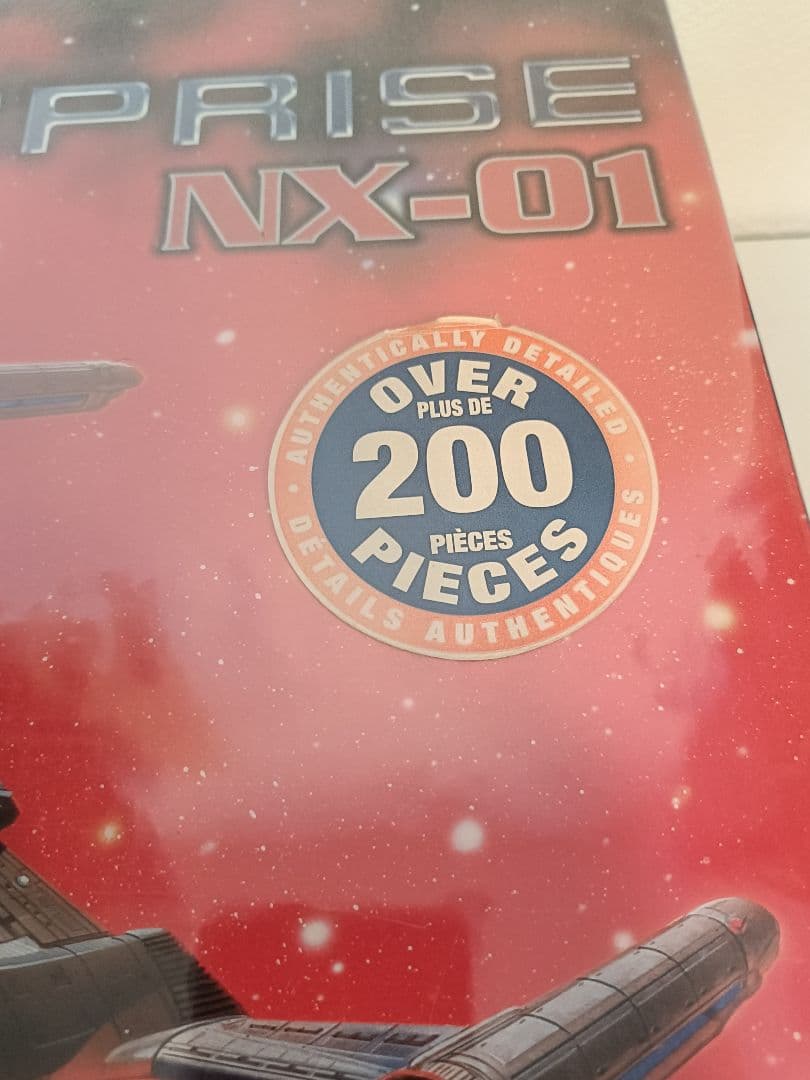 PRISE
NX-01
AUTHENTICALLY DETAILED
OVER
PLUS DE
200
PIÈCES
PIECES
DÉTAILS AUTHENTIQUES